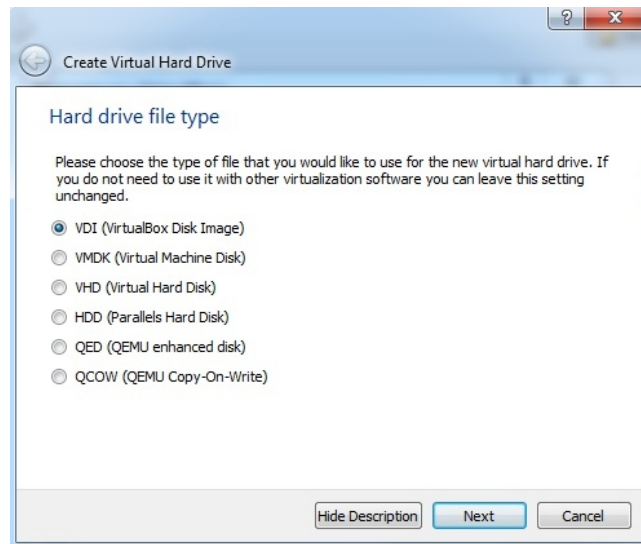 Create Virtual Hard Drive
Hard drive file type
Please choose the type of file that you would like to use for the new virtual hard drive. If
you do not need to use it with other virtualization software you can leave this setting
unchanged.
VDI (VirtualBox Disk Image)
VMDK (Virtual Machine Disk)
VHD (Virtual Hard Disk)
HDD (Parallels Hard Disk)
QED (QEMU enhanced disk)
QCOW (QEMU Copy-On-Write)
Hide Description Next Cancel